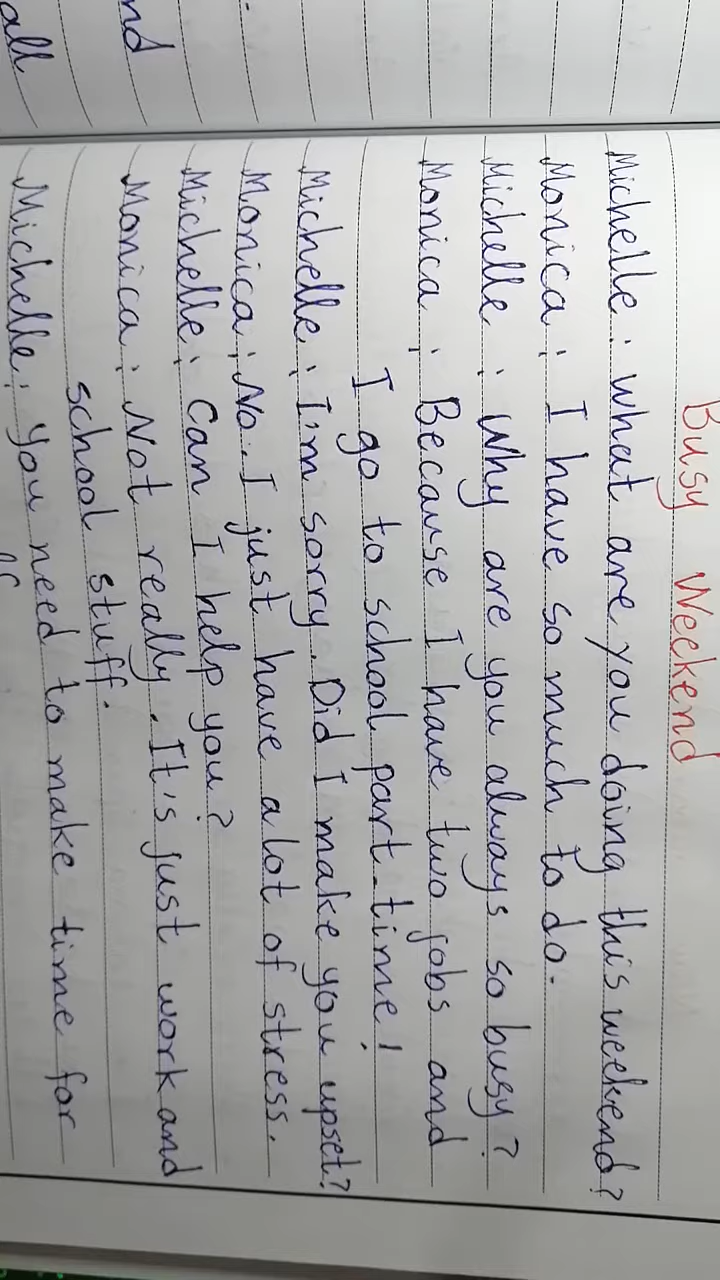 Busy Weekend
Michelle: What are you doing this weekend?
Monica: I have so much to do.
Michelle: Why are you always so busy?
Monica: Because I have two jobs and
I go to school part-time!
Michelle: I'm sorry. Did I make you upset?
Monica: No. I just have a lot of stress.
Michelle: Can I help you?
Monica: Not really. It's just work and
school stuff.
Michelle: You need to make time for
nd
all